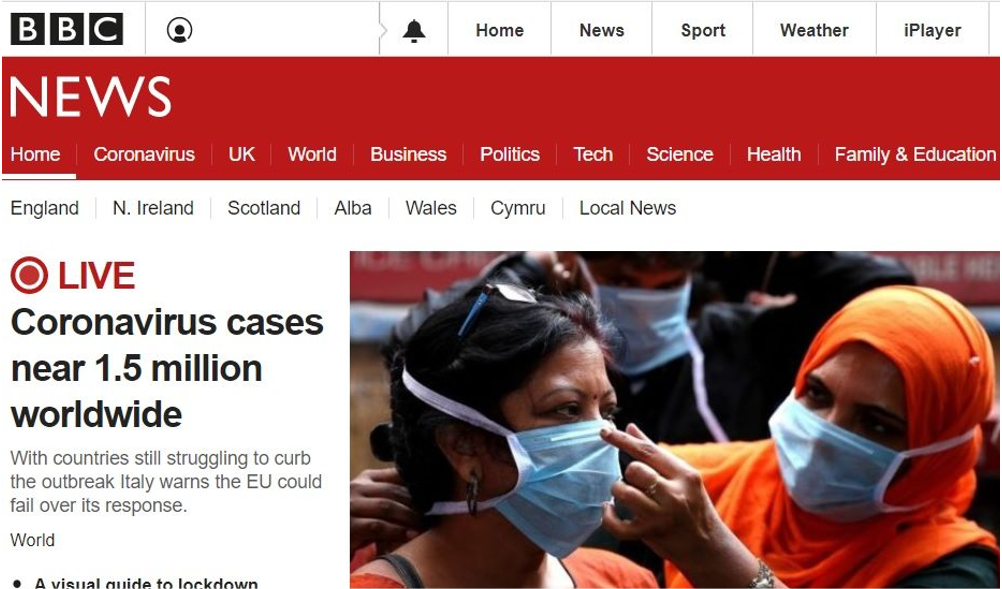 BBC
Home
News
Sport
Weather
iPlayer
NEWS
Home
Coronavirus
UK
World
Business
Politics
Tech
Science
Health
Family & Education
England
N. Ireland
Scotland
Alba
Wales
Cymru
Local News
LIVE
Coronavirus cases
near 1.5 million
worldwide
With countries still struggling to curb
the outbreak Italy warns the EU could
fail over its response.
World
• A visual guide to lockdown